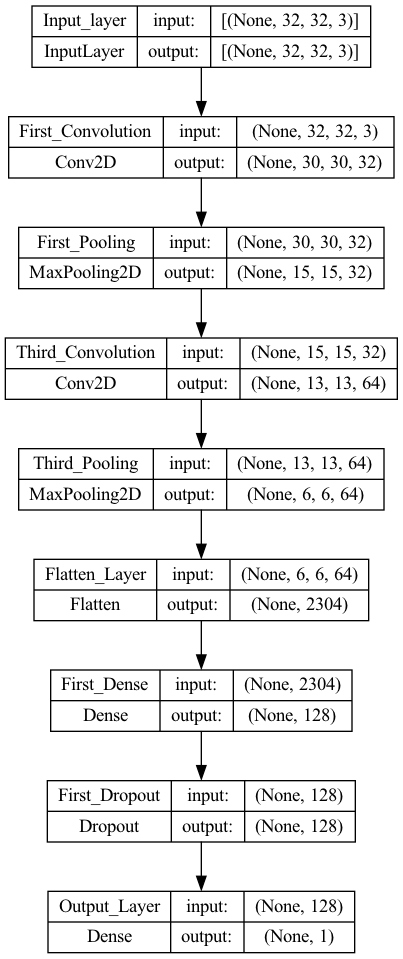 Input_layer input: [(None, 32, 32, 3)]
InputLayer output: [(None, 32, 32, 3)]
First_Convolution input: (None, 32, 32, 3)
Conv2D output: (None, 30, 30, 32)
First_Pooling input: (None, 30, 30, 32)
MaxPooling2D output: (None, 15, 15, 32)
Third_Convolution input: (None, 15, 15, 32)
Conv2D output: (None, 13, 13, 64)
Third_Pooling input: (None, 13, 13, 64)
MaxPooling2D output: (None, 6, 6, 64)
Flatten_Layer input: (None, 6, 6, 64)
Flatten output: (None, 2304)
First_Dense input: (None, 2304)
Dense output: (None, 128)
First_Dropout input: (None, 128)
Dropout output: (None, 128)
Output_Layer input: (None, 128)
Dense output: (None, 1)